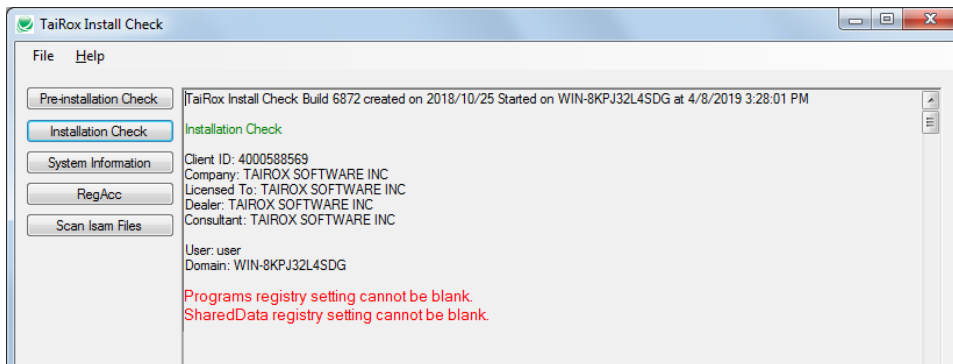 TaiRox Install Check
File Help
Pre-installation Check
Installation Check
System Information
RegAcc
Scan Isam Files
TaiRox Install Check Build 6872 created on 2018/10/25 Started on WIN-8KPJ32L4SDG at 4/8/2019 3:28:01 PM
Installation Check
Client ID: 4000588569
Company: TAIROX SOFTWARE INC
Licensed To: TAIROX SOFTWARE INC
Dealer: TAIROX SOFTWARE INC
Consultant: TAIROX SOFTWARE INC
User: user
Domain: WIN-8KPJ32L4SDG
Programs registry setting cannot be blank.
SharedData registry setting cannot be blank.